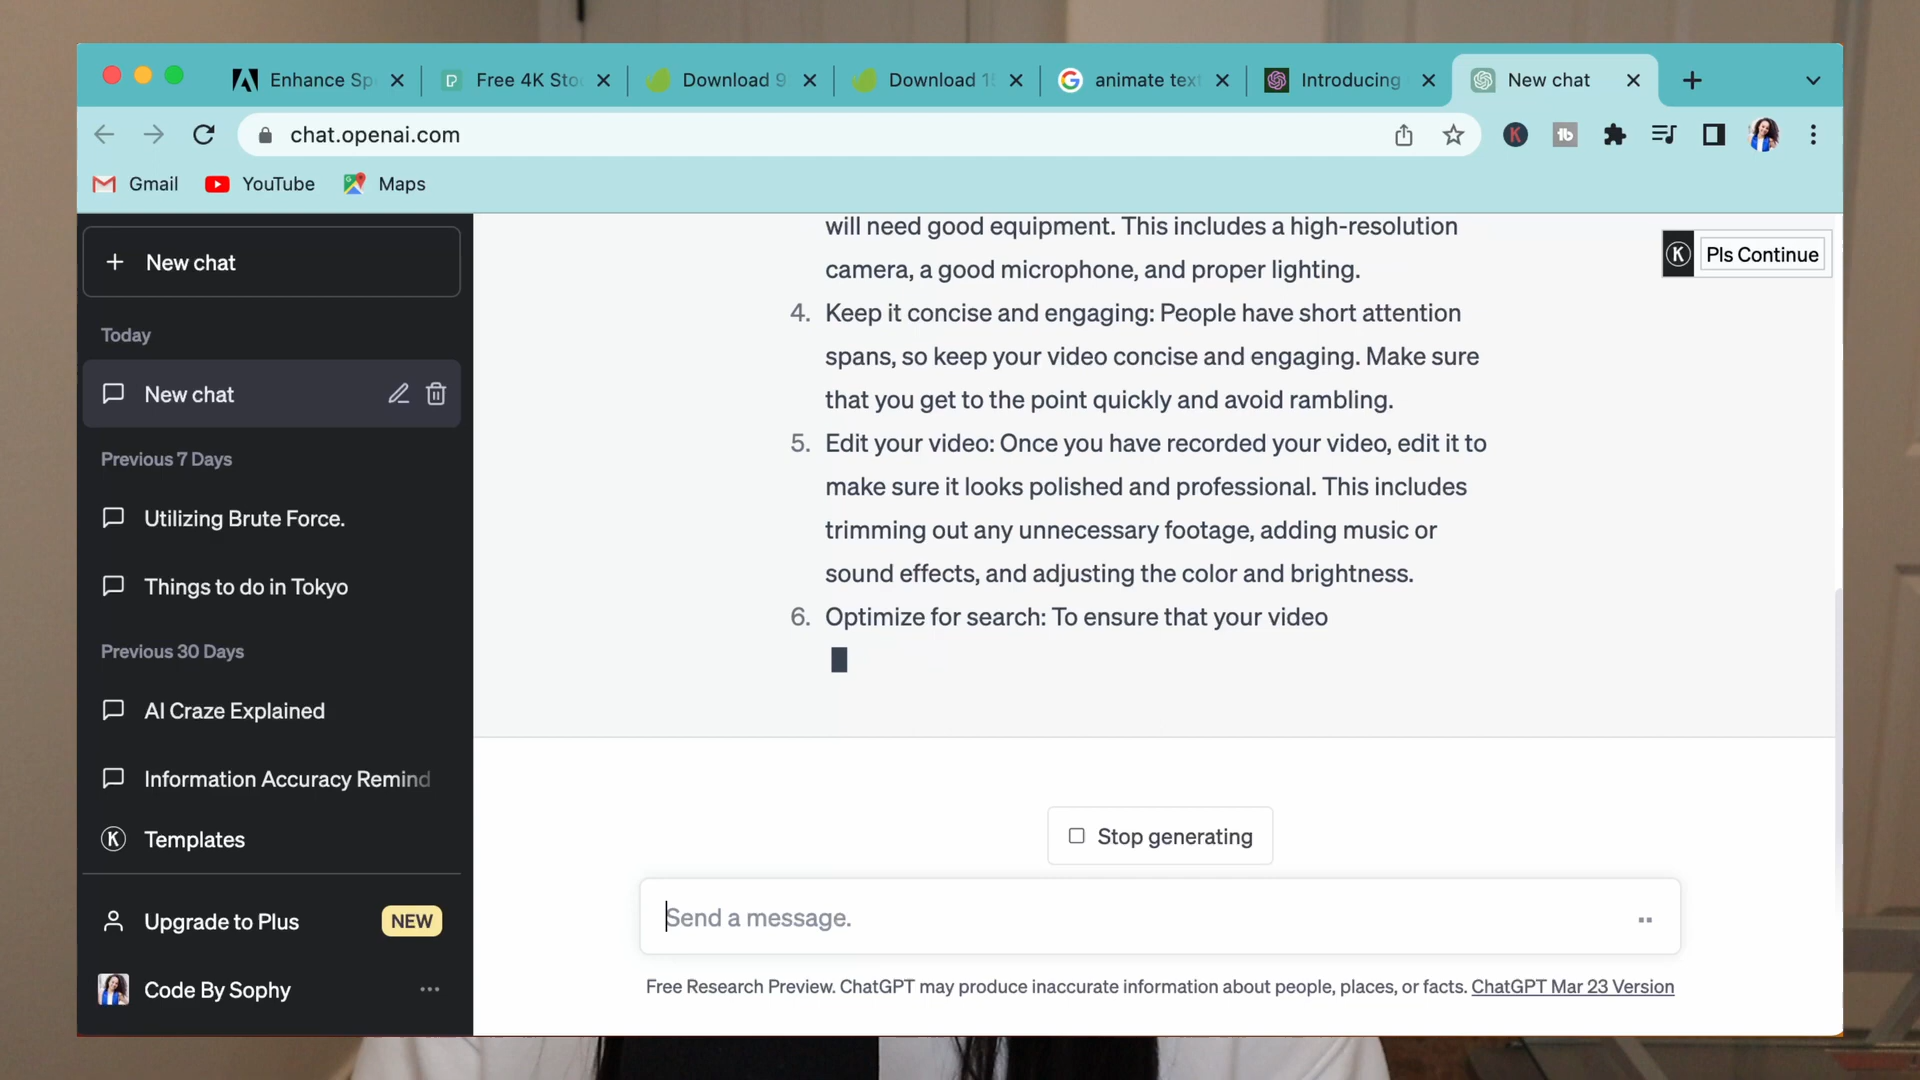 Enhance Sp
Free 4K Sto
Download 9
Download 15
animate tex
Introducing
New chat
chat.openai.com
K
tb
Gmail
YouTube
Maps
New chat
Today
New chat
Previous 7 Days
Utilizing Brute Force.
Things to do in Tokyo
Previous 30 Days
AI Craze Explained
Information Accuracy Remind
K Templates
Upgrade to Plus NEW
Code By Sophy
K Pls Continue
will need good equipment. This includes a high-resolution
camera, a good microphone, and proper lighting.
4. Keep it concise and engaging: People have short attention
spans, so keep your video concise and engaging. Make sure
that you get to the point quickly and avoid rambling.
5. Edit your video: Once you have recorded your video, edit it to
make sure it looks polished and professional. This includes
trimming out any unnecessary footage, adding music or
sound effects, and adjusting the color and brightness.
6. Optimize for search: To ensure that your video
Stop generating
Send a message.
Free Research Preview. ChatGPT may produce inaccurate information about people, places, or facts. ChatGPT Mar 23 Version